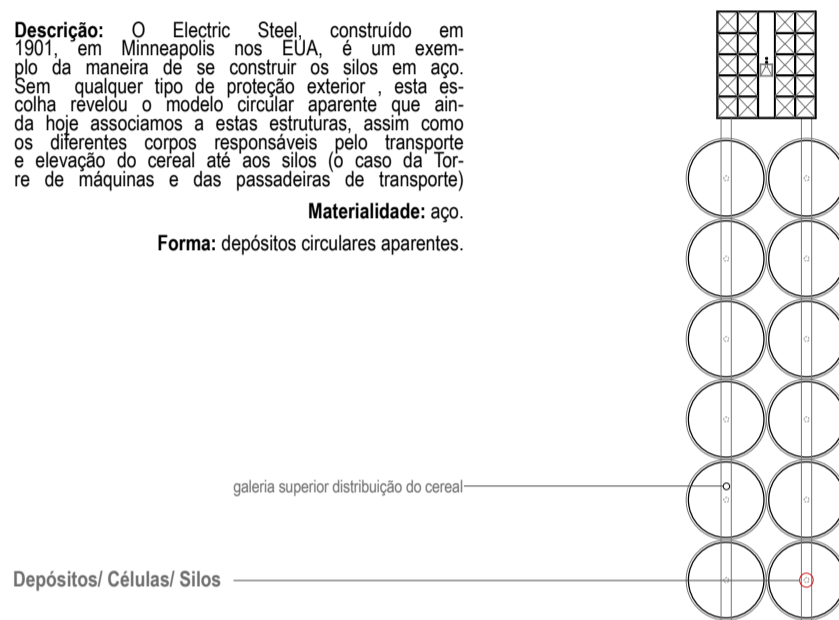 Descrição: O Electric Steel, construído em
1901, em Minneapolis nos EUA, é um exem-
plo da maneira de se construir os silos em aço.
Sem qualquer tipo de proteção exterior , esta es-
colha revelou o modelo circular aparente que ain-
da hoje associamos a estas estruturas, assim como
os diferentes corpos responsáveis pelo transporte
e elevação do cereal até aos silos (o caso da Tor-
re de máquinas e das passadeiras de transporte)
Materialidade: aço.
Forma: depósitos circulares aparentes.
galeria superior distribuição do cereal
Depósitos/ Células/ Silos